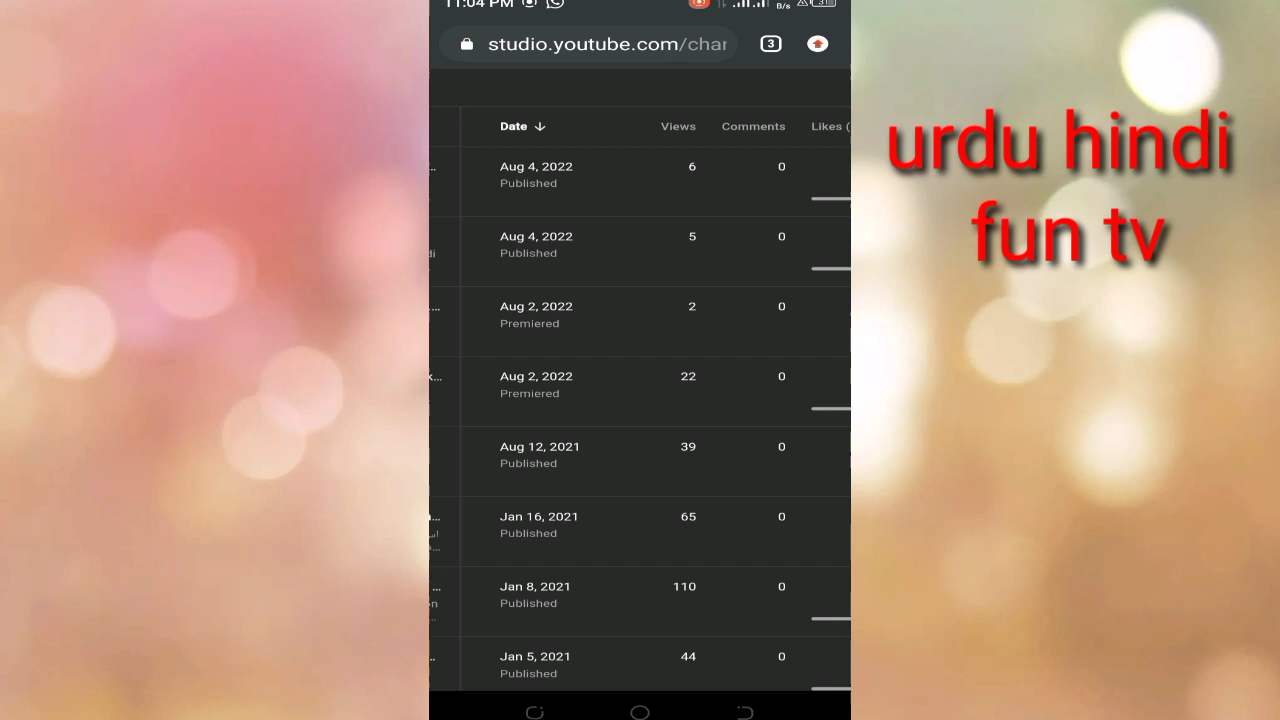 11:04 PM B/s 31
studio.youtube.com/char 3
Date Views Comments Likes (
Aug 4, 2022 6 0
Published
Aug 4, 2022 5 0
di Published
Aug 2, 2022 2 0
Premiered
Aug 2, 2022 22 0
Premiered
Aug 12, 2021 39 0
Published
Jan 16, 2021 65 0
Published
Jan 8, 2021 110 0
on Published
Jan 5, 2021 44 0
Published
urdu hindi
fun tv